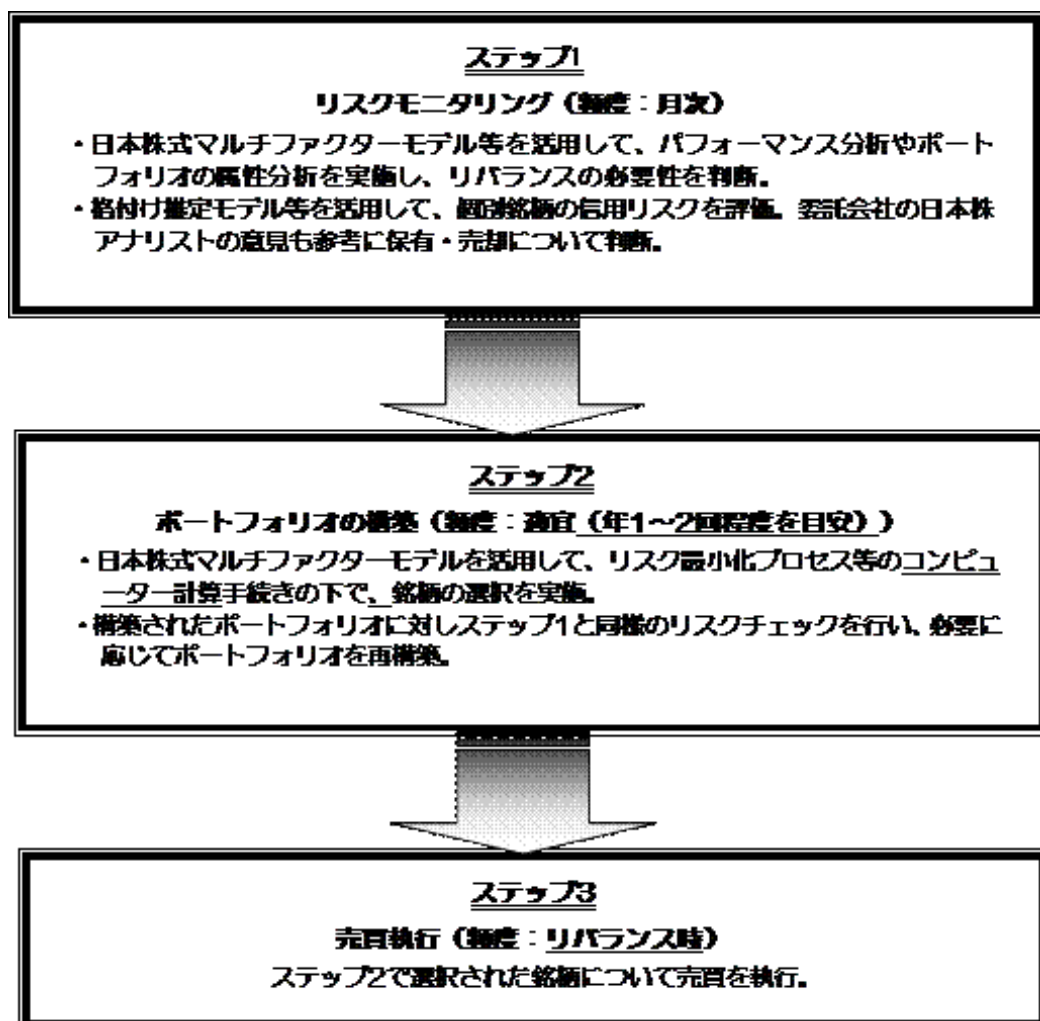 ステップ1
リスクモニタリング（頻度：月次）
・日本株式マルチファクターモデル等を活用して、パフォーマンス分析やポート
フォリオの属性分析を実施し、リバランスの必要性を判断。
・格付け推定モデル等を活用して、個別銘柄の信用リスクを評価。委託会社の日本株
アナリストの意見も参考に保有・売却について判断。
ステップ2
ポートフォリオの構築（頻度：適宜（年1～2回程度を目安））
・日本株式マルチファクターモデルを活用して、リスク最小化プロセス等のコンピュ
ーター計算手続きの下で、銘柄の選択を実施。
・構築されたポートフォリオに対しステップ1と同様のリスクチェックを行い、必要に
応じてポートフォリオを再構築。
ステップ3
売買執行（頻度：リバランス時）
ステップ2で選択された銘柄について売買を執行。